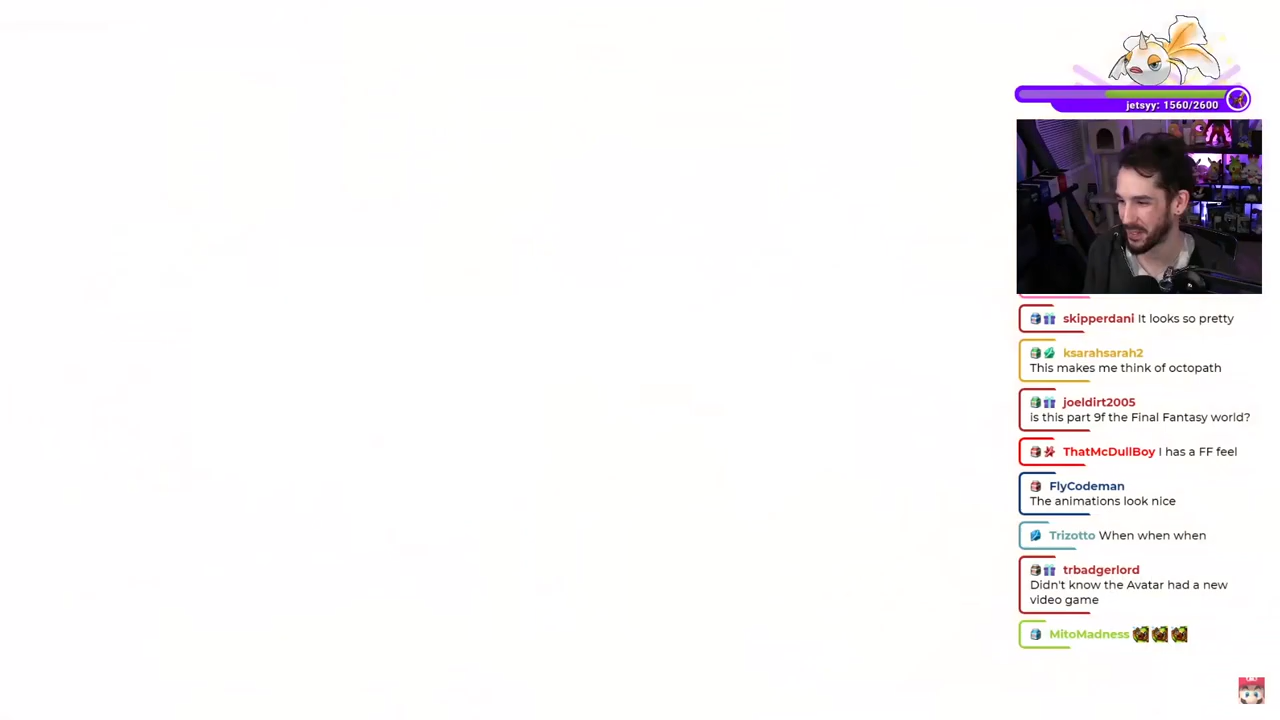 jetsyy: 1560/2600
skipperdani It looks so pretty
ksarahsarah2
This makes me think of octopath
joeldirt2005
is this part 9f the Final Fantasy world?
ThatMcDullBoy I has a FF feel
FlyCodeman
The animations look nice
Trizotto When when when
trbadgerlord
Didn't know the Avatar had a new
video game
MitoMadness